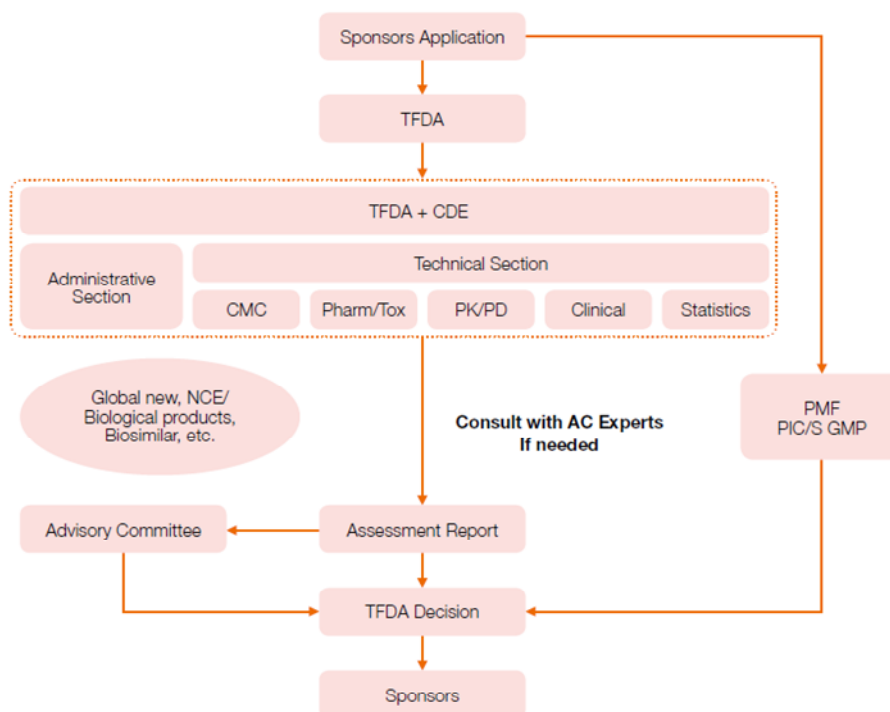 Sponsors Application
TFDA
TFDA + CDE
Administrative
Section
Technical Section
CMC
Pharm/Tox
PK/PD
Clinical
Statistics
Global new, NCE/
Biological products,
Biosimilar, etc.
Consult with AC Experts
If needed
PMF
PIC/S GMP
Advisory Committee
Assessment Report
TFDA Decision
Sponsors